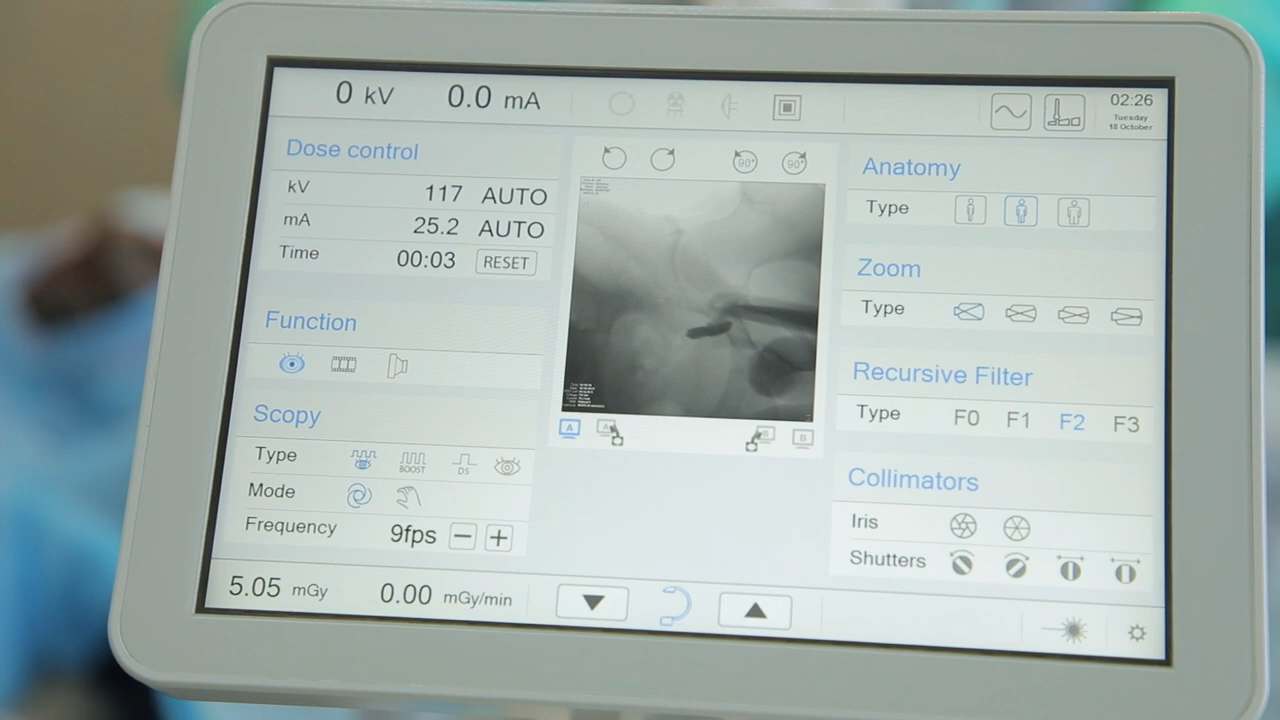 0 kV 0.0 mA
02:26
Tuesday
18 October
Dose control
kV 117 AUTO
mA 25.2 AUTO
Time 00:03 RESET
Function
Scopy
Type BOOST DS
Mode
Frequency 9fps − +
90° 90°
A A B B
Anatomy
Type
Zoom
Type
Recursive Filter
Type F0 F1 F2 F3
Collimators
Iris
Shutters
5.05 mGy 0.00 mGy/min